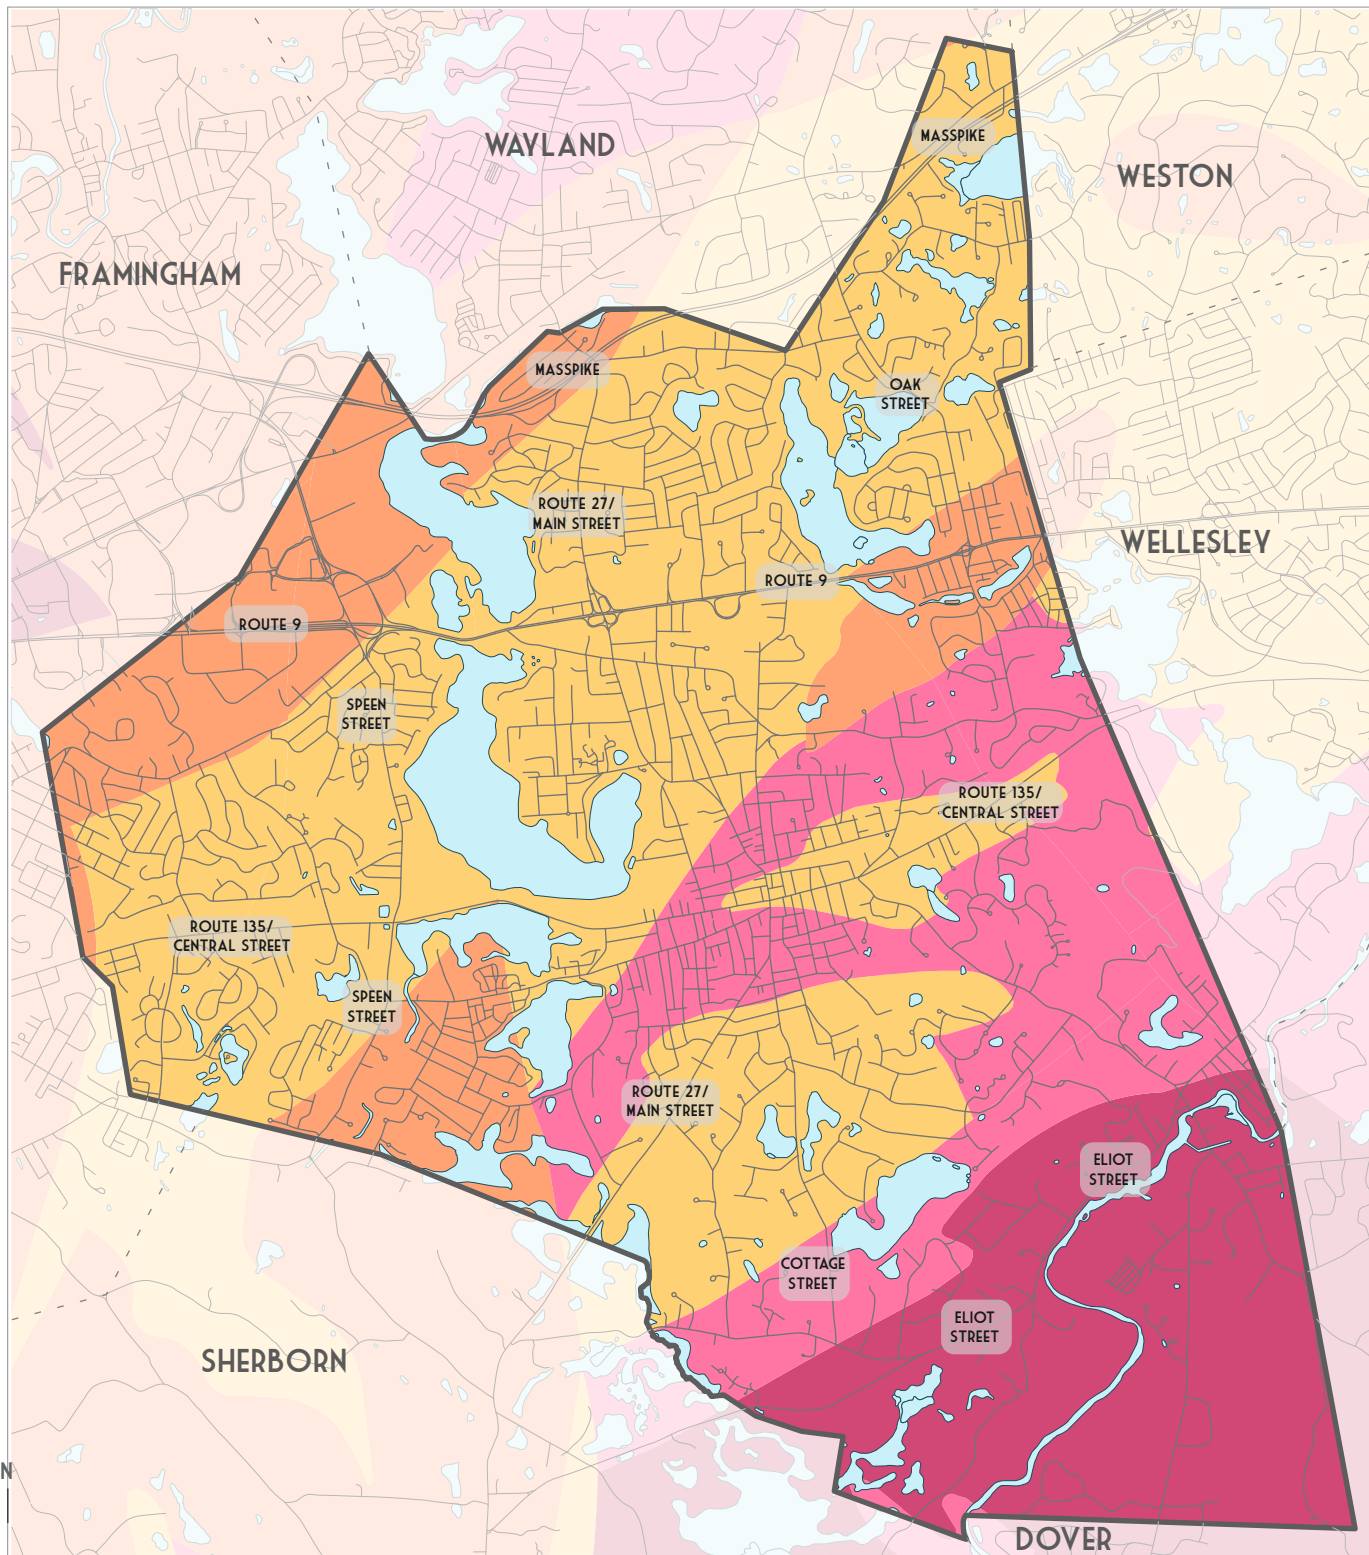 MASSPIKE
WAYLAND
WESTON
FRAMINGHAM
MASSPIKE
OAK
STREET
ROUTE 27/
MAIN STREET
WELLESLEY
ROUTE 9
ROUTE 9
SPEEN
STREET
ROUTE 135/
CENTRAL STREET
ROUTE 135/
CENTRAL STREET
SPEEN
STREET
ROUTE 27/
MAIN STREET
ELIOT
STREET
COTTAGE
STREET
ELIOT
STREET
SHERBORN
N
DOVER